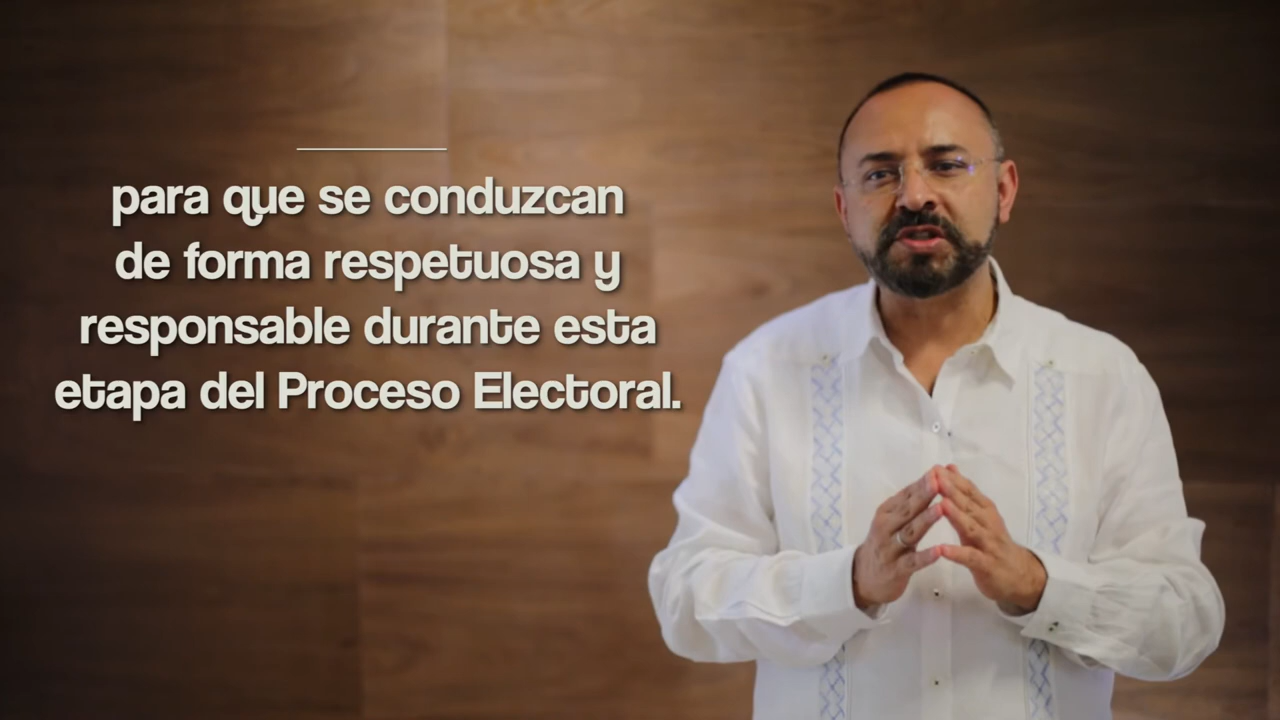 para que se conduzcan
de forma respetuosa y
responsable durante esta
etapa del Proceso Electoral.